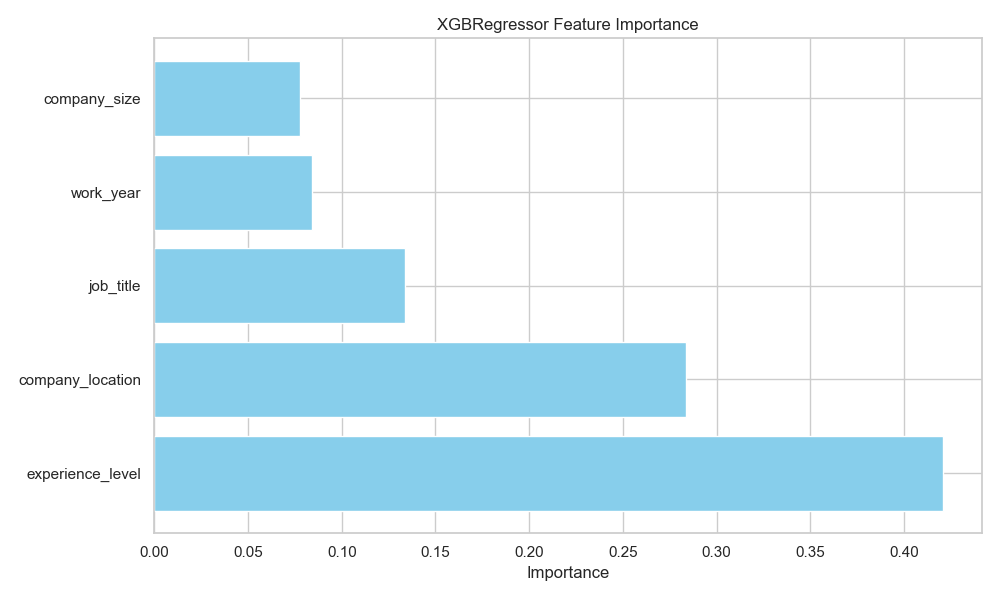 XGBRegressor Feature Importance
company_size
work_year
job_title
company_location
experience_level
0.00 0.05 0.10 0.15 0.20 0.25 0.30 0.35 0.40
Importance